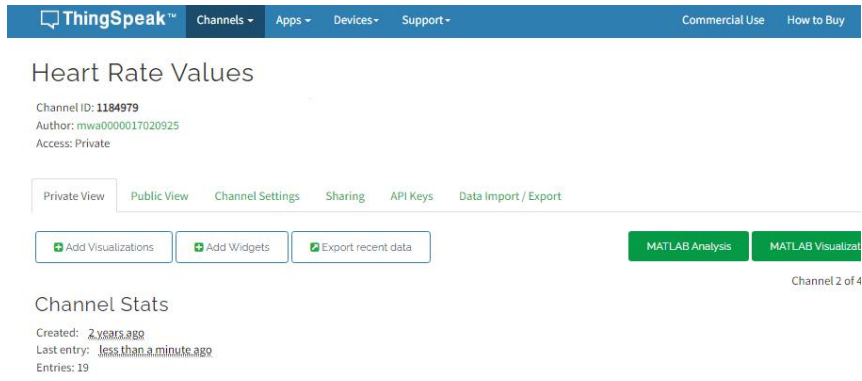 ThingSpeak™ Channels Apps Devices Support Commercial Use How to Buy
Heart Rate Values
Channel ID: 1184979
Author: mwa0000017020925
Access: Private
Private View Public View Channel Settings Sharing API Keys Data Import / Export
Add Visualizations Add Widgets Export recent data MATLAB Analysis MATLAB Visualizat
Channel 2 of 4
Channel Stats
Created: 2 years ago
Last entry: less than a minute ago
Entries: 19